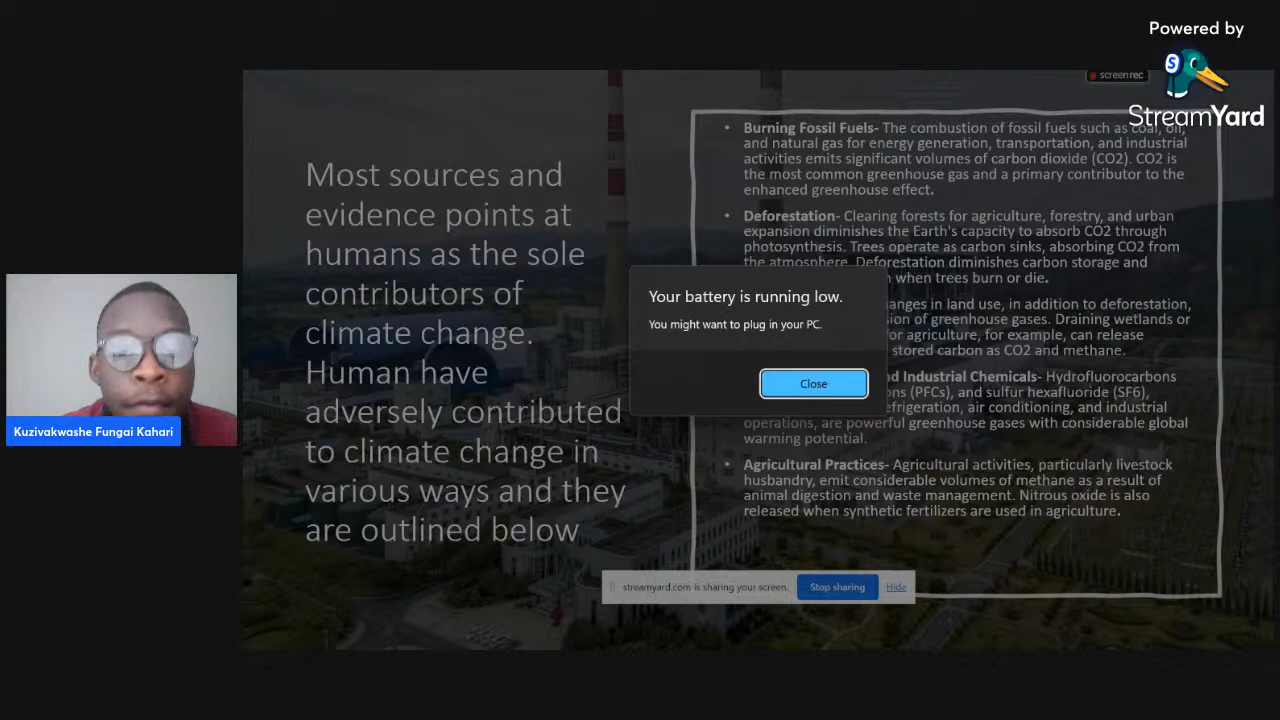 Powered by
StreamYard
screenrec
Most sources and
evidence points at
humans as the sole
contributors of
climate change.
Human have
adversely contributed
to climate change in
various ways and they
are outlined below
• Burning Fossil Fuels- The combustion of fossil fuels such as coal, oil,
and natural gas for energy generation, transportation, and industrial
activities emits significant volumes of carbon dioxide (CO2). CO2 is
the most common greenhouse gas and a primary contributor to the
enhanced greenhouse effect.
• Deforestation- Clearing forests for agriculture, forestry, and urban
expansion diminishes the Earth's capacity to absorb CO2 through
photosynthesis. Trees operate as carbon sinks, absorbing CO2 from
the atmosphere. Deforestation diminishes carbon storage and
when trees burn or die.
in land use, in addition to deforestation,
of greenhouse gases. Draining wetlands or
for agriculture, for example, can release
stored carbon as CO2 and methane.
and Industrial Chemicals- Hydrofluorocarbons
(PFCs), and sulfur hexafluoride (SF6),
air conditioning, and industrial
operations, are powerful greenhouse gases with considerable global
warming potential.
• Agricultural Practices- Agricultural activities, particularly livestock
husbandry, emit considerable volumes of methane as a result of
animal digestion and waste management. Nitrous oxide is also
released when synthetic fertilizers are used in agriculture.
Your battery is running low.
You might want to plug in your PC.
Close
Kuzivakwashe Fungai Kahari
streamyard.com is sharing your screen. Stop sharing Hide